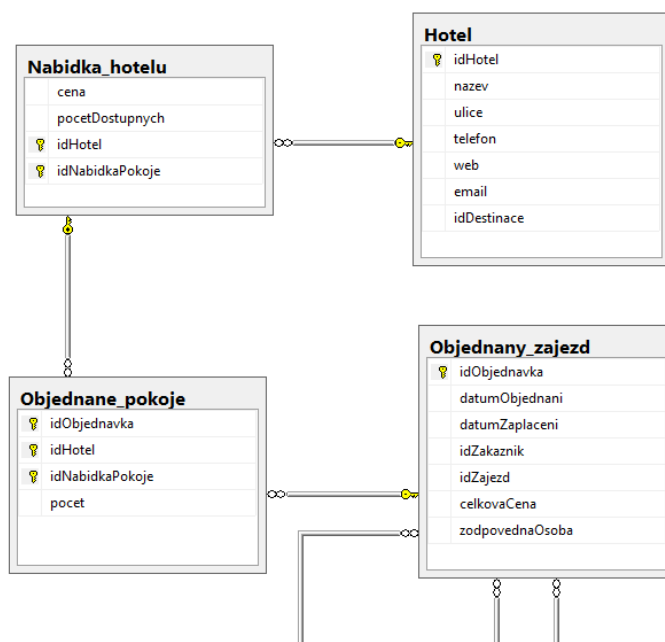 Nabidka_hotelu
cena
pocetDostupnych
idHotel
idNabidkaPokoje
Hotel
idHotel
nazev
ulice
telefon
web
email
idDestinace
Objednane_pokoje
idObjednavka
idHotel
idNabidkaPokoje
pocet
Objednany_zajezd
idObjednavka
datumObjednani
datumZaplaceni
idZakaznik
idZajezd
celkovaCena
zodpovednaOsoba